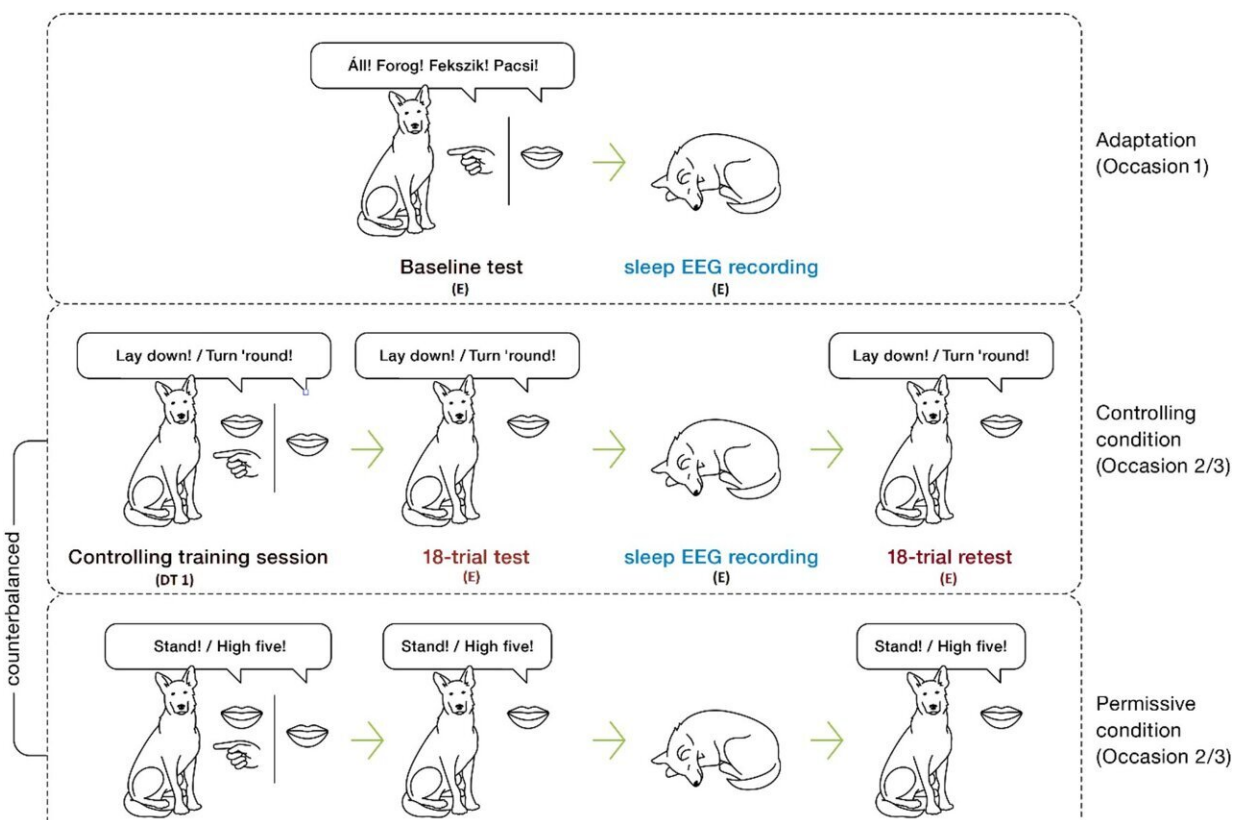 Áll! Forog! Fekszik! Pacsi!
Adaptation
(Occasion 1)
Baseline test
(E)
sleep EEG recording
(E)
Lay down! / Turn 'round!
Lay down! / Turn 'round!
Lay down! / Turn 'round!
Controlling
condition
(Occasion 2/3)
Controlling training session
(DT 1)
18-trial test
(E)
sleep EEG recording
(E)
18-trial retest
(E)
counterbalanced
Stand! / High five!
Stand! / High five!
Stand! / High five!
Permissive
condition
(Occasion 2/3)